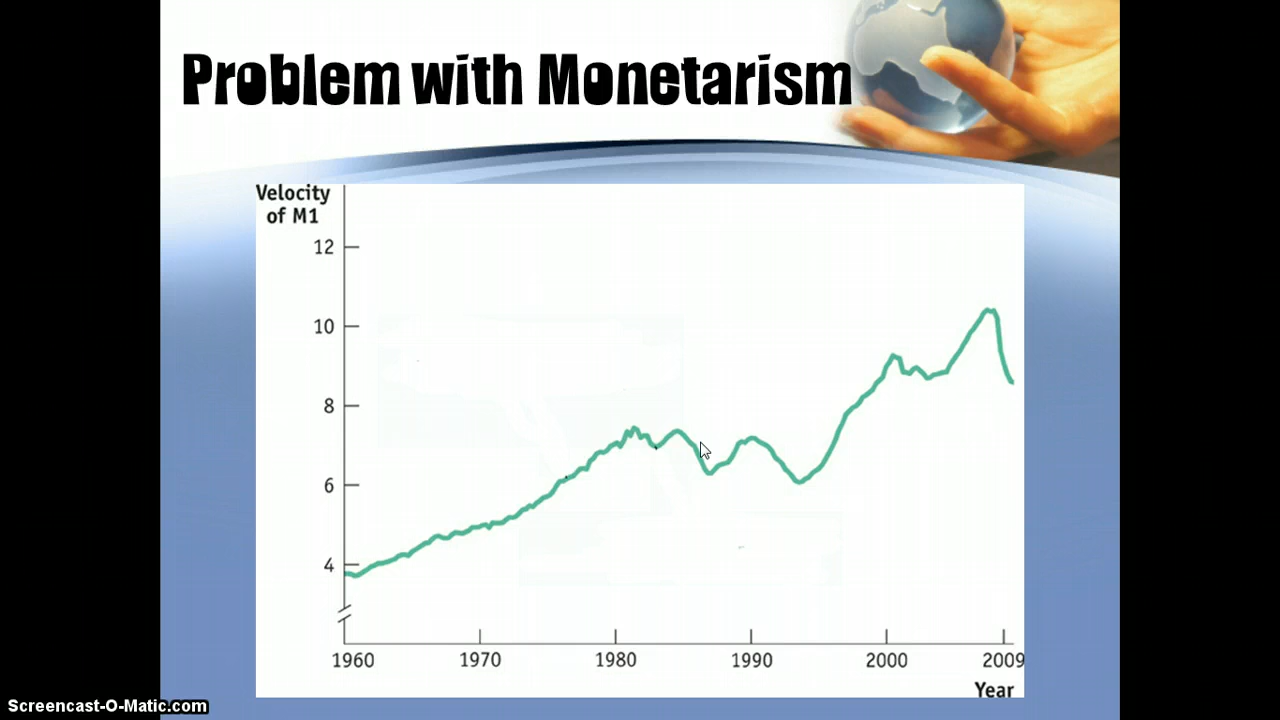 Problem with Monetarism
Velocity
of M1
12
10
8
6
4
1960 1970 1980 1990 2000 2009
Year
Screencast-O-Matic.com